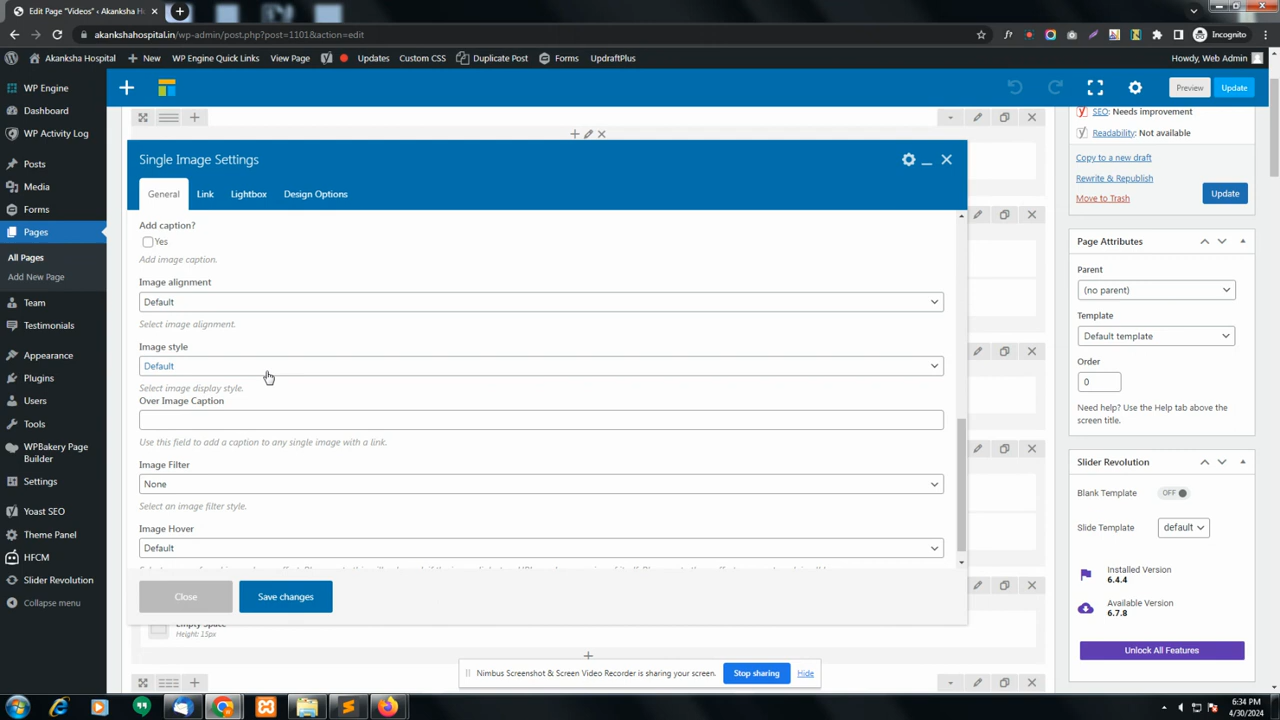 Edit Page "Videos" ‹ Akanksha H
akankshahospital.in/wp-admin/post.php?post=1101&action=edit
Incognito
Akanksha Hospital
New
WP Engine Quick Links
View Page
Updates
Custom CSS
Duplicate Post
Forms
UpdraftPlus
Howdy, Web Admin
WP Engine
Dashboard
WP Activity Log
Posts
Media
Forms
Pages
All Pages
Add New Page
Team
Testimonials
Appearance
Plugins
Users
Tools
WPBakery Page
Builder
Settings
Yoast SEO
Theme Panel
HFCM
Slider Revolution
Collapse menu
Preview
Update
Single Image Settings
General
Link
Lightbox
Design Options
Add caption?
Yes
Add image caption.
Image alignment
Default
Select image alignment.
Image style
Default
Select image display style.
Over Image Caption
Use this field to add a caption to any single image with a link.
Image Filter
None
Select an image filter style.
Image Hover
Default
Close
Save changes
Empty Space
Height: 15px
SEO: Needs improvement
Readability: Not available
Copy to a new draft
Rewrite & Republish
Move to Trash
Update
Page Attributes
Parent
(no parent)
Template
Default template
Order
0
Need help? Use the Help tab above the
screen title.
Slider Revolution
Blank Template
OFF
Slide Template
default
Installed Version
6.4.4
Available Version
6.7.8
Unlock All Features
Nimbus Screenshot & Screen Video Recorder is sharing your screen.
Stop sharing
Hide
6:34 PM
4/30/2024